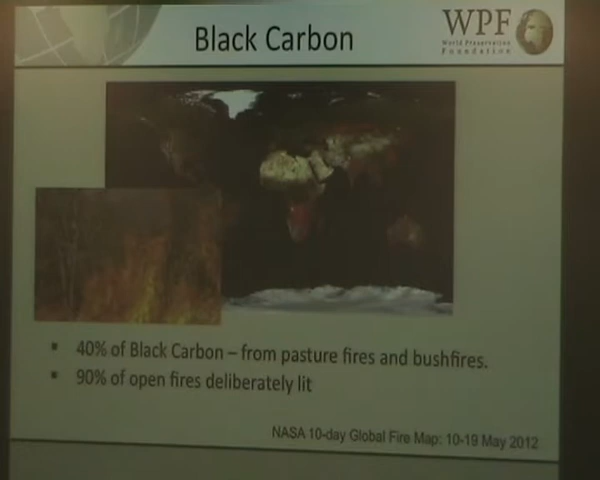 Black Carbon
WPF
World Preservation
Foundation
40% of Black Carbon – from pasture fires and bushfires.
90% of open fires deliberately lit
NASA 10-day Global Fire Map: 10-19 May 2012